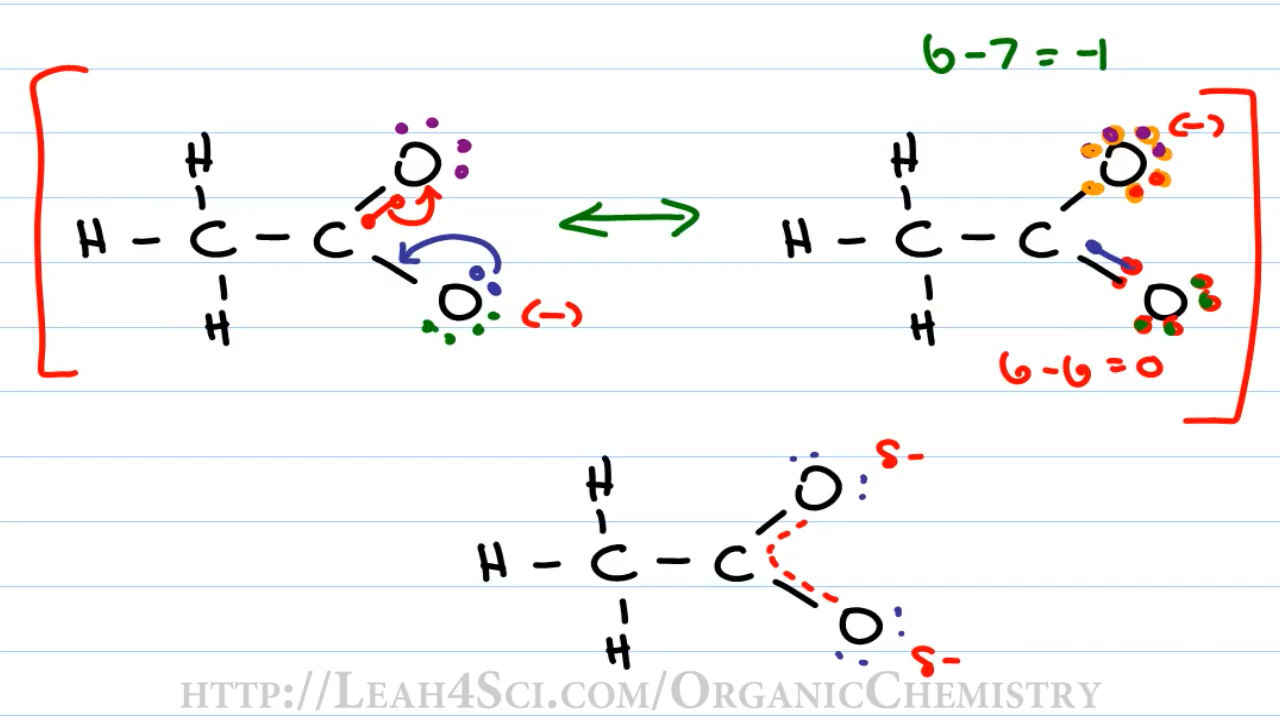 6 - 7 = -1
H H
O O (-)
H - C - C H - C - C
O (-) O
H H
6 - 6 = 0
H O δ-
H - C - C
O δ-
H
HTTP://LEAH4SCI.COM/ORGANICCHEMISTRY